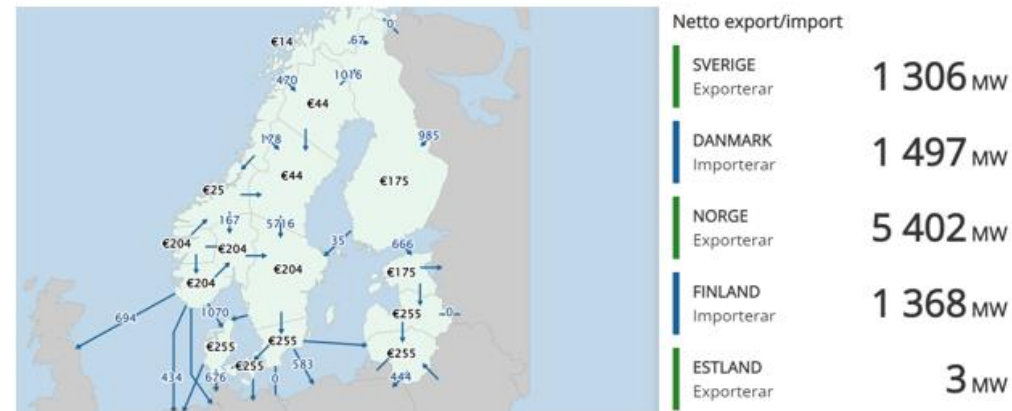 Netto export/import
SVERIGE
Exporterar
1 306 MW
DANMARK
Importerar
1 497 MW
NORGE
Exporterar
5 402 MW
FINLAND
Importerar
1 368 MW
ESTLAND
Exporterar
3 MW
0
€14
67
470
1016
€44
178
985
€44
€175
€25
167
5716
€204
€204
35
666
€204
€175
€204
694
1070
€255
0
€255
€255
€255
€255
434
676
0
583
444